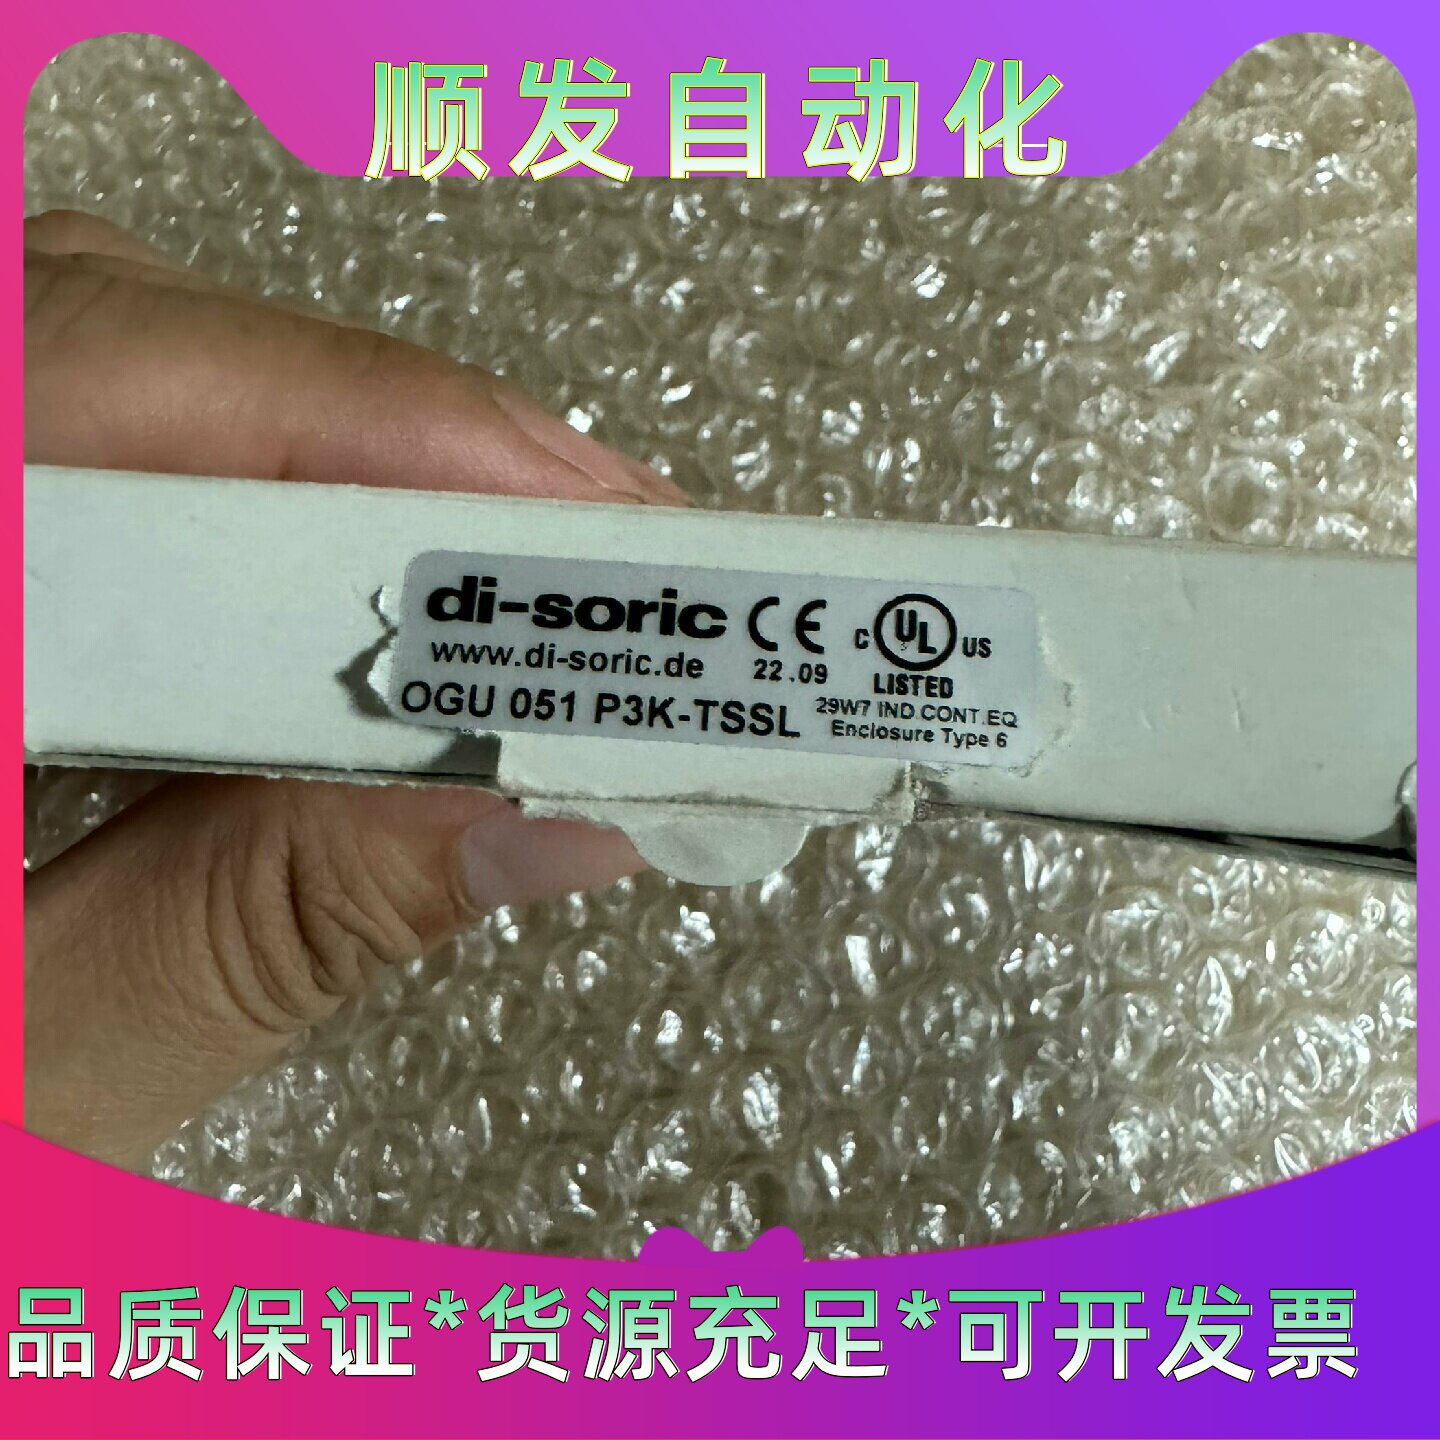 顺发自动化
di-soric CE C UL US
www.di-soric.de 22.09 LISTED
OGU 051 P3K-TSSL 29W7 IND.CONT.EQ
Enclosure Type 6
品质保证*货源充足*可开发票